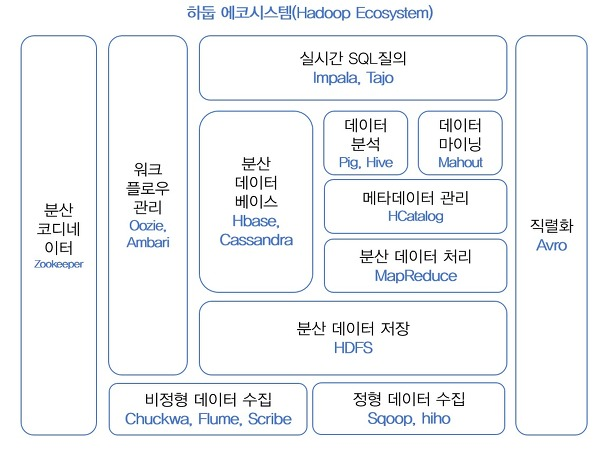 하둡 에코시스템(Hadoop Ecosystem)
분산
코디네
이터
Zookeeper
워크
플로우
관리
Oozie,
Ambari
실시간 SQL질의
Impala, Tajo
분산
데이터
베이스
Hbase,
Cassandra
데이터
분석
Pig, Hive
데이터
마이닝
Mahout
메타데이터 관리
HCatalog
분산 데이터 처리
MapReduce
분산 데이터 저장
HDFS
비정형 데이터 수집
Chuckwa, Flume, Scribe
정형 데이터 수집
Sqoop, hiho
직렬화
Avro